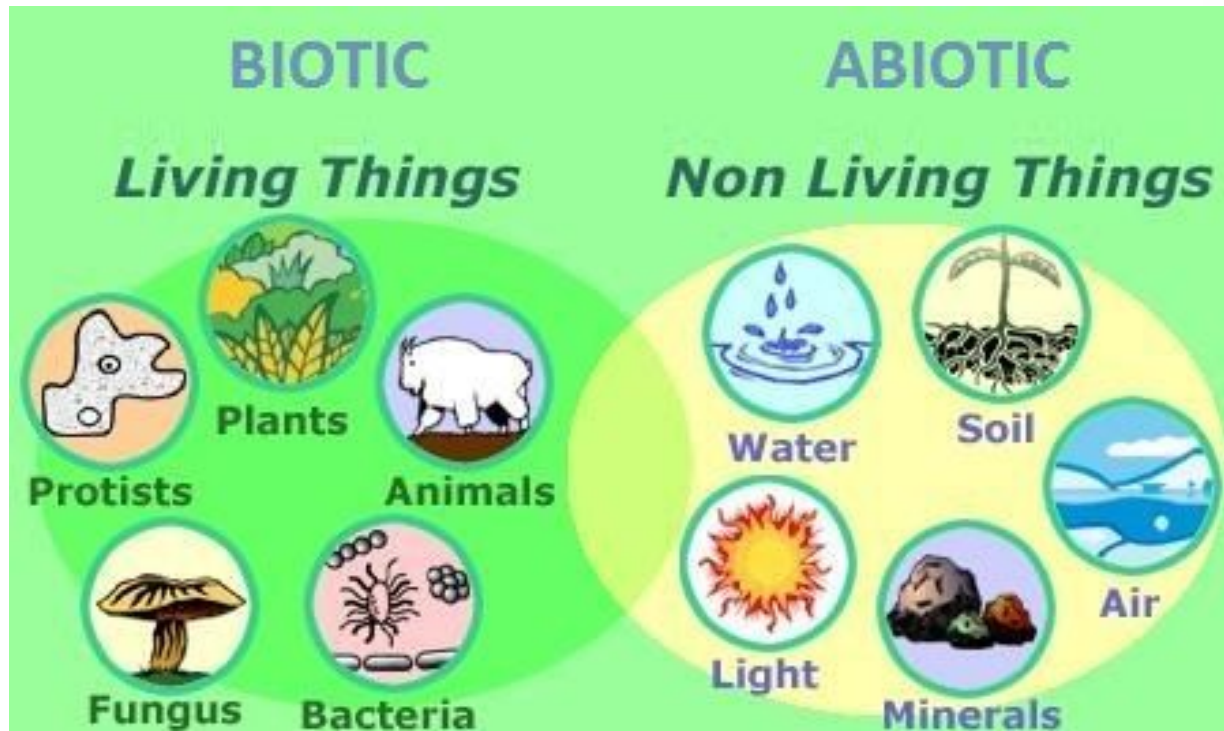 BIOTIC
ABIOTIC
Living Things
Non Living Things
Plants
Protists
Animals
Fungus
Bacteria
Water
Soil
Light
Air
Minerals